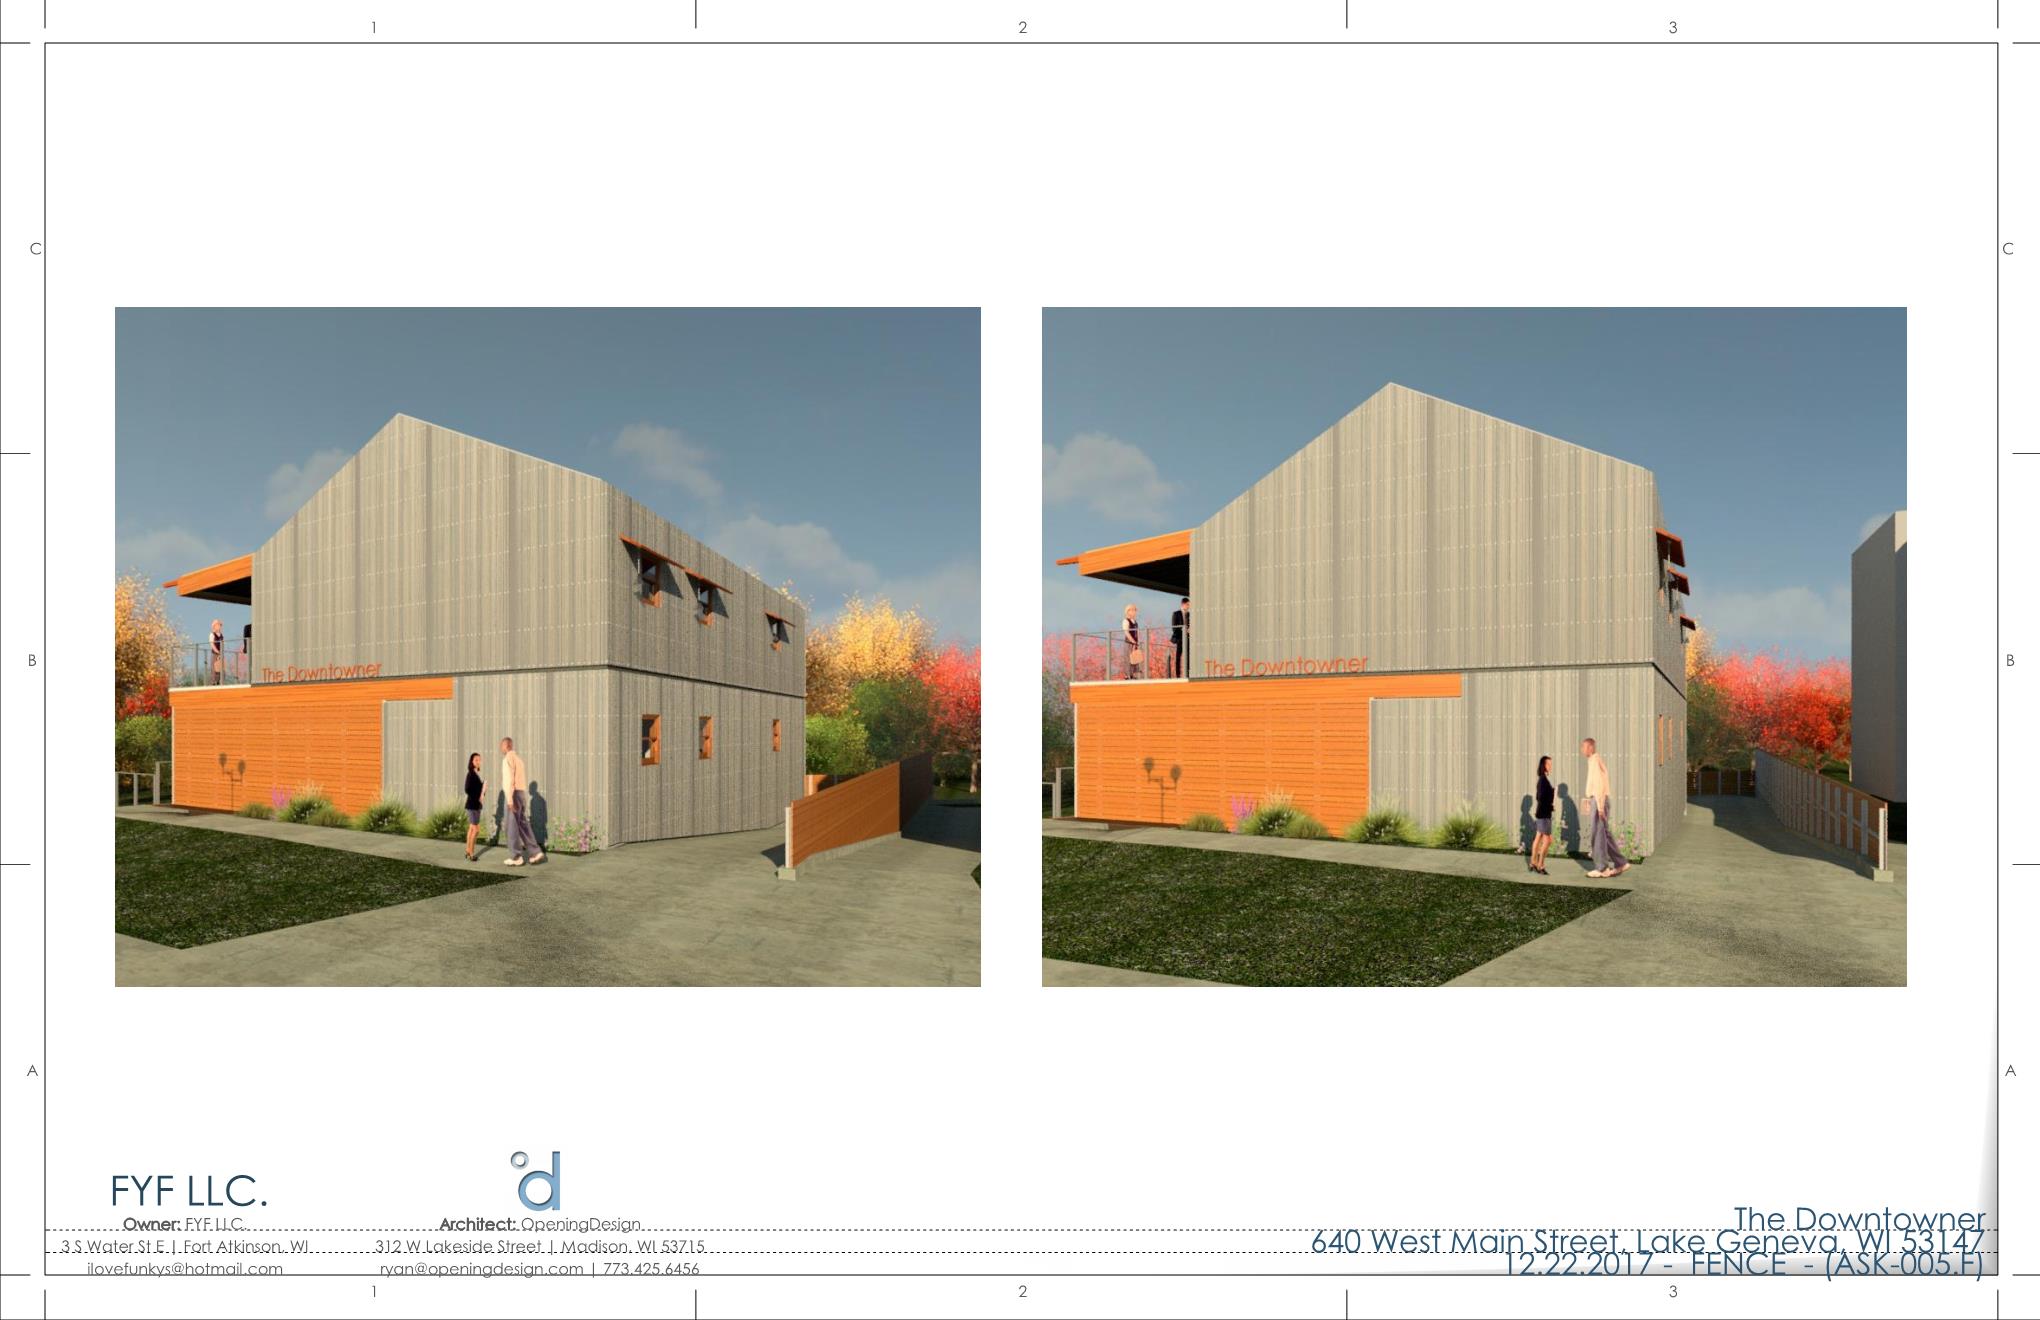 1 2 3
C C
The Downtowner
The Downtowner
B B
A A
FYF LLC.
d
Owner: FYF LLC.
3 S Water St E | Fort Atkinson, WI
ilovefunkys@hotmail.com
Architect: OpeningDesign
312 W Lakeside Street | Madison, WI 53715
ryan@openingdesign.com | 773.425.6456
The Downtowner
640 West Main Street, Lake Geneva, WI 53147
12.22.2017 - FENCE - (ASK-005.F)
1 2 3